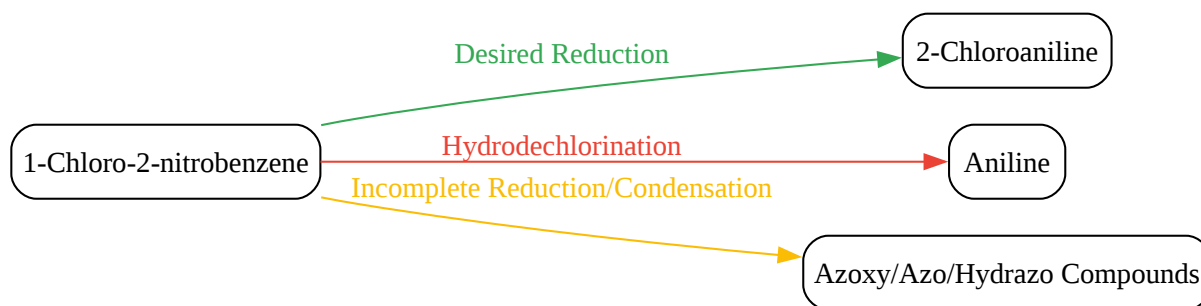 Desired Reduction
2-Chloroaniline
1-Chloro-2-nitrobenzene
Hydrodechlorination
Aniline
Incomplete Reduction/Condensation
Azoxy/Azo/Hydrazo Compounds